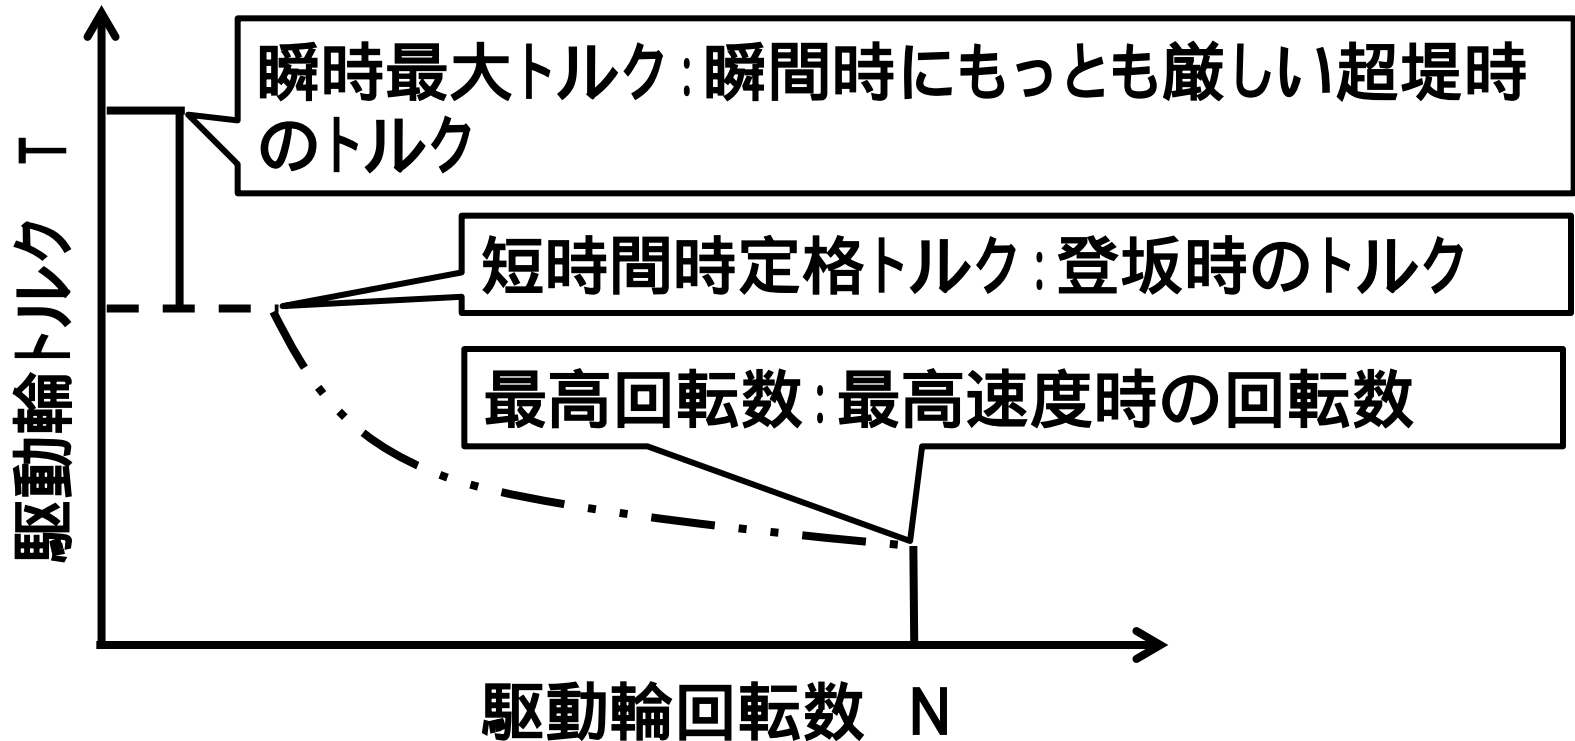 瞬時最大トルク：瞬間時にもっとも厳しい超堤時
のトルク
短時間時定格トルク：登坂時のトルク
最高回転数：最高速度時の回転数
駆動輪トルク T
駆動輪回転数 N